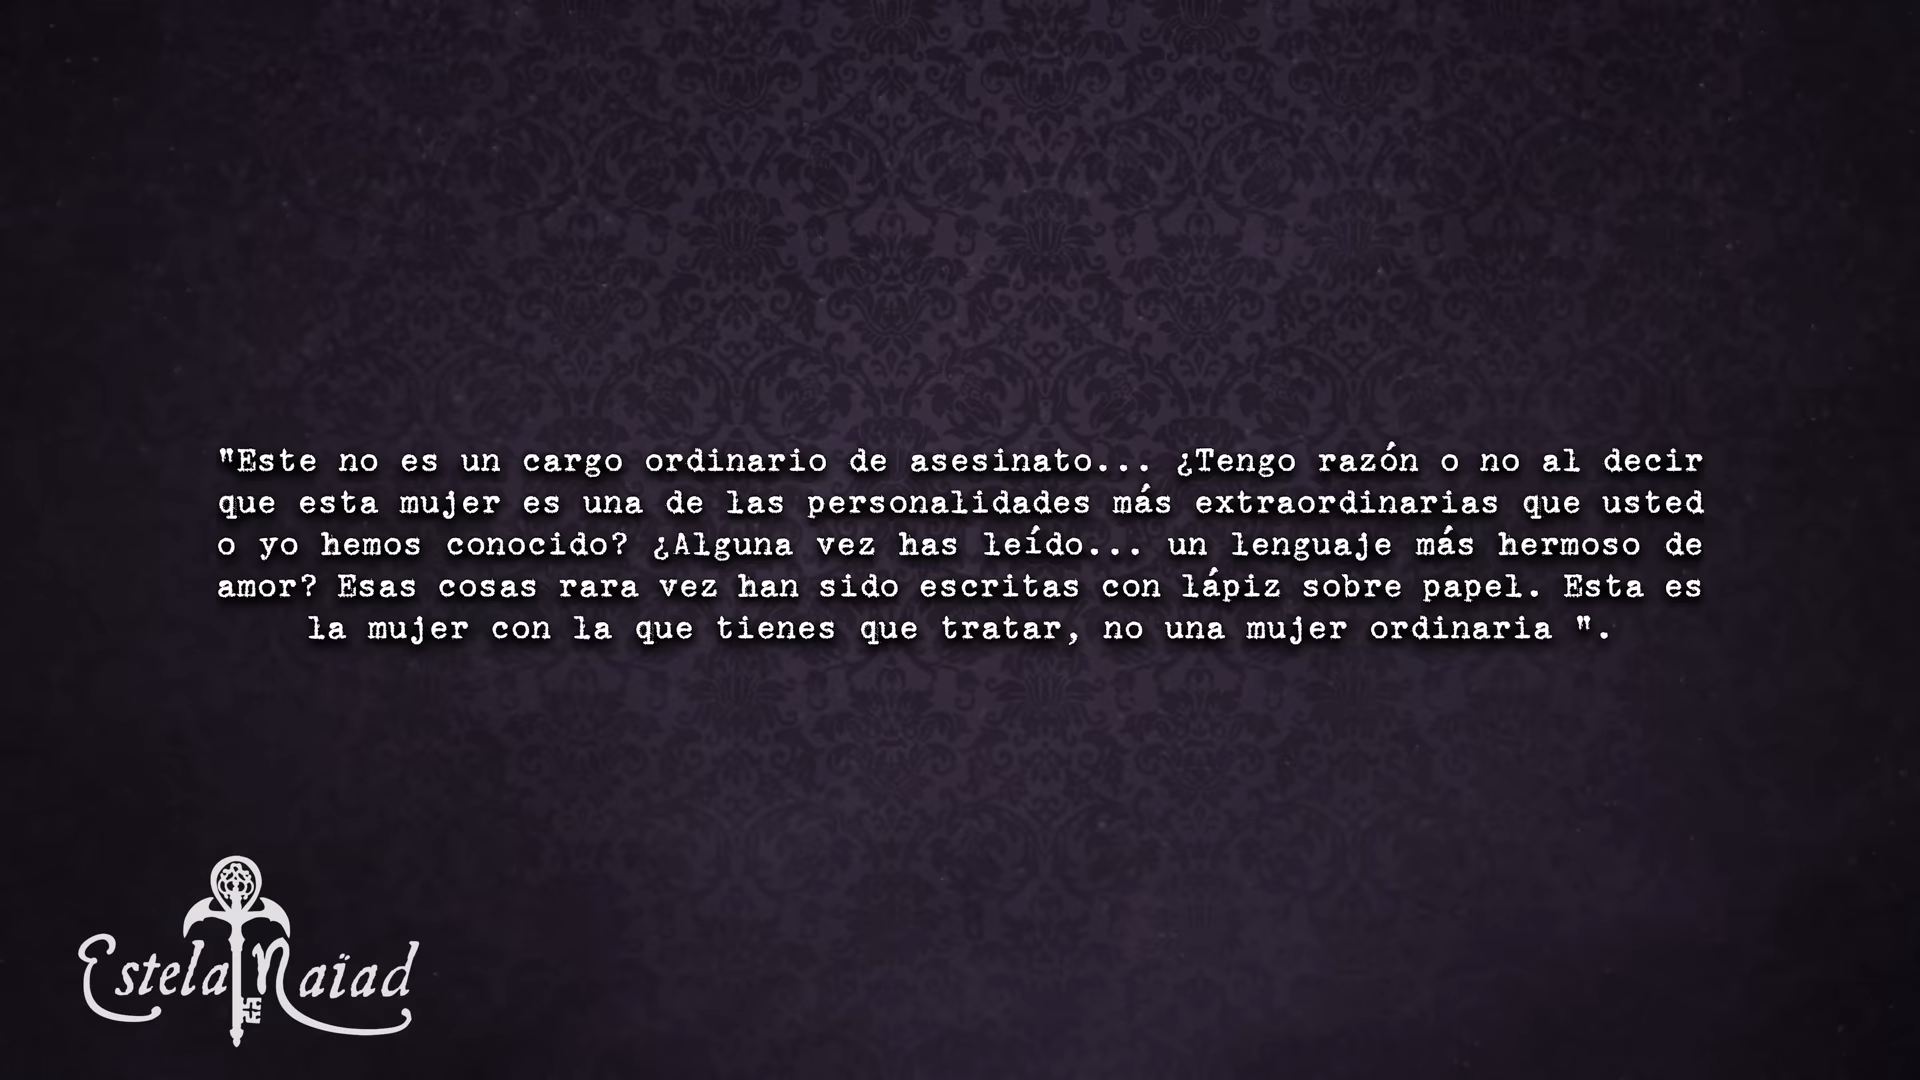 "Este no es un cargo ordinario de asesinato... ¿Tengo razón o no al decir
que esta mujer es una de las personalidades más extraordinarias que usted
o yo hemos conocido? ¿Alguna vez has leído... un lenguaje más hermoso de
amor? Esas cosas rara vez han sido escritas con lápiz sobre papel. Esta es
la mujer con la que tienes que tratar, no una mujer ordinaria ".
Estela Naïad